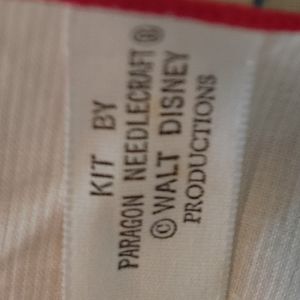 KIT BY
PARAGON NEEDLECRAFT®
© WALT DISNEY
PRODUCTIONS